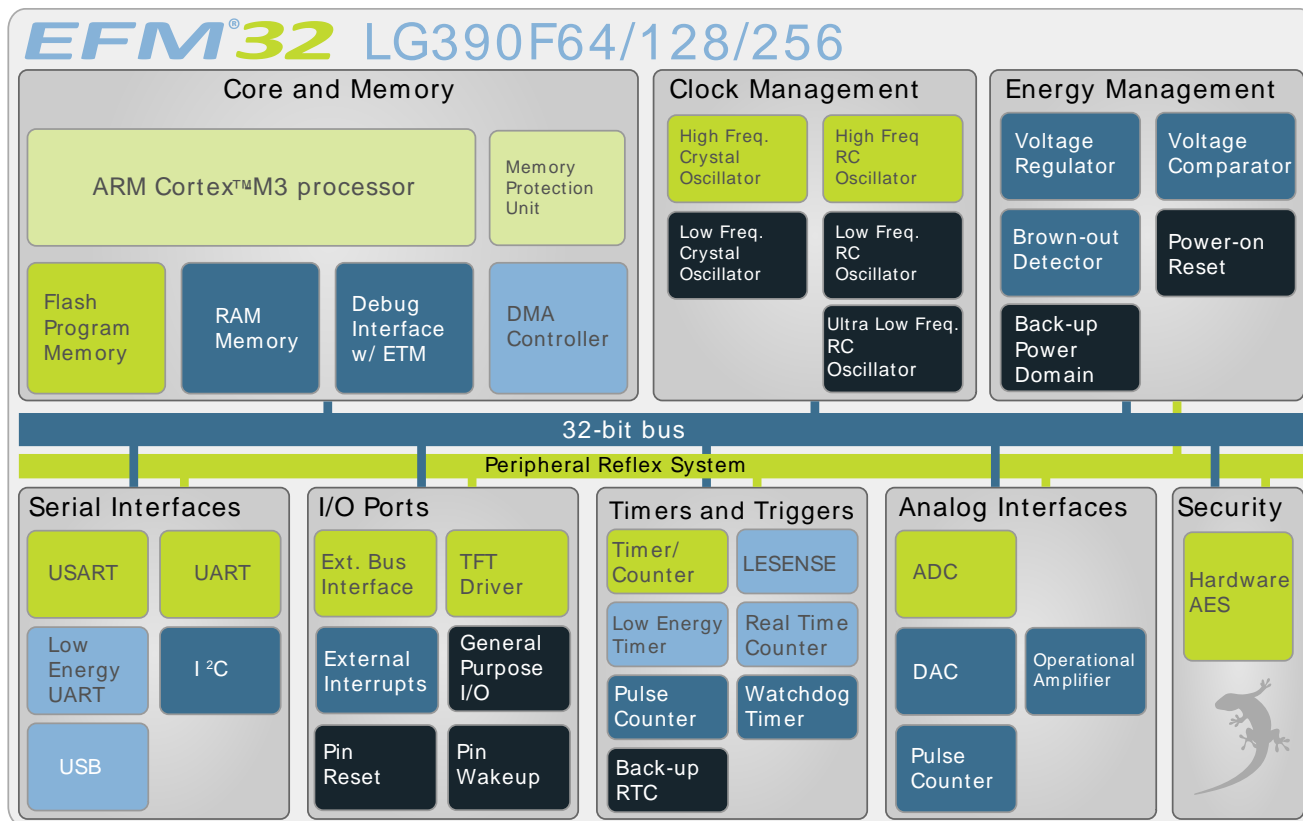 EFM®32 LG390F64/128/256
Core and Memory
ARM Cortex™M3 processor
Memory
Protection
Unit
Flash
Program
Memory
RAM
Memory
Debug
Interface
w/ ETM
DMA
Controller
Clock Management
High Freq.
Crystal
Oscillator
High Freq
RC
Oscillator
Low Freq.
Crystal
Oscillator
Low Freq.
RC
Oscillator
Ultra Low Freq.
RC
Oscillator
Energy Management
Voltage
Regulator
Voltage
Comparator
Brown-out
Detector
Power-on
Reset
Back-up
Power
Domain
32-bit bus
Peripheral Reflex System
Serial Interfaces
USART
UART
Low
Energy
UART
I²C
USB
I/O Ports
Ext. Bus
Interface
TFT
Driver
External
Interrupts
General
Purpose
I/O
Pin
Reset
Pin
Wakeup
Timers and Triggers
Timer/
Counter
LESENSE
Low Energy
Timer
Real Time
Counter
Pulse
Counter
Watchdog
Timer
Back-up
RTC
Analog Interfaces
ADC
DAC
Operational
Amplifier
Pulse
Counter
Security
Hardware
AES